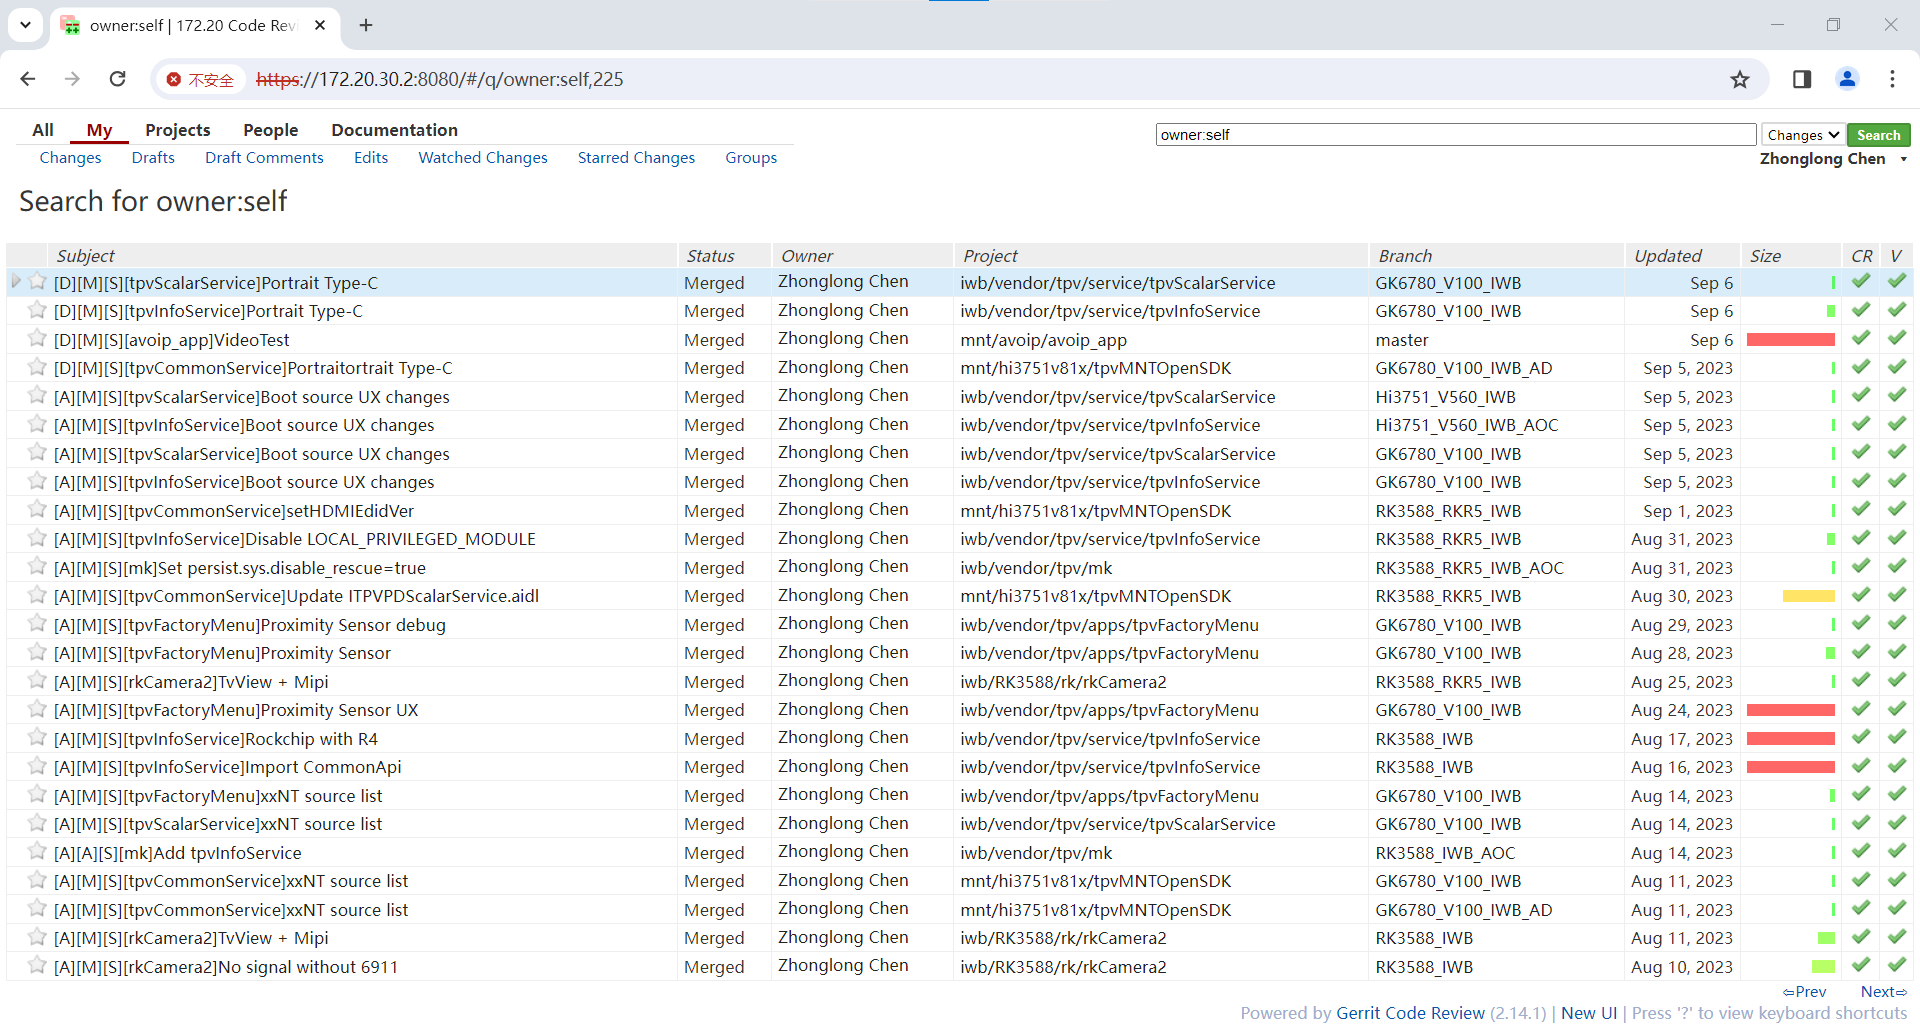 owner:self | 172.20 Code Rev
不安全 https://172.20.30.2:8080/#/q/owner:self,225
All My Projects People Documentation
owner:self Changes Search
Changes Drafts Draft Comments Edits Watched Changes Starred Changes Groups
Zhonglong Chen
Search for owner:self
Subject Status Owner Project Branch Updated Size CR V
[D][M][S][tpvScalarService]Portrait Type-C Merged Zhonglong Chen iwb/vendor/tpv/service/tpvScalarService GK6780_V100_IWB Sep 6
[D][M][S][tpvInfoService]Portrait Type-C Merged Zhonglong Chen iwb/vendor/tpv/service/tpvInfoService GK6780_V100_IWB Sep 6
[D][M][S][avoip_app]VideoTest Merged Zhonglong Chen mnt/avoip/avoip_app master Sep 6
[D][M][S][tpvCommonService]Portraitortrait Type-C Merged Zhonglong Chen mnt/hi3751v81x/tpvMNTOpenSDK GK6780_V100_IWB_AD Sep 5, 2023
[A][M][S][tpvScalarService]Boot source UX changes Merged Zhonglong Chen iwb/vendor/tpv/service/tpvScalarService Hi3751_V560_IWB Sep 5, 2023
[A][M][S][tpvInfoService]Boot source UX changes Merged Zhonglong Chen iwb/vendor/tpv/service/tpvInfoService Hi3751_V560_IWB_AOC Sep 5, 2023
[A][M][S][tpvScalarService]Boot source UX changes Merged Zhonglong Chen iwb/vendor/tpv/service/tpvScalarService GK6780_V100_IWB Sep 5, 2023
[A][M][S][tpvInfoService]Boot source UX changes Merged Zhonglong Chen iwb/vendor/tpv/service/tpvInfoService GK6780_V100_IWB Sep 5, 2023
[A][M][S][tpvCommonService]setHDMIEdidVer Merged Zhonglong Chen mnt/hi3751v81x/tpvMNTOpenSDK RK3588_RKR5_IWB Sep 1, 2023
[A][M][S][tpvInfoService]Disable LOCAL_PRIVILEGED_MODULE Merged Zhonglong Chen iwb/vendor/tpv/service/tpvInfoService RK3588_RKR5_IWB Aug 31, 2023
[A][M][S][mk]Set persist.sys.disable_rescue=true Merged Zhonglong Chen iwb/vendor/tpv/mk RK3588_RKR5_IWB_AOC Aug 31, 2023
[A][M][S][tpvCommonService]Update ITPVPDScalarService.aidl Merged Zhonglong Chen mnt/hi3751v81x/tpvMNTOpenSDK RK3588_RKR5_IWB Aug 30, 2023
[A][M][S][tpvFactoryMenu]Proximity Sensor debug Merged Zhonglong Chen iwb/vendor/tpv/apps/tpvFactoryMenu GK6780_V100_IWB Aug 29, 2023
[A][M][S][tpvFactoryMenu]Proximity Sensor Merged Zhonglong Chen iwb/vendor/tpv/apps/tpvFactoryMenu GK6780_V100_IWB Aug 28, 2023
[A][M][S][rkCamera2]TvView + Mipi Merged Zhonglong Chen iwb/RK3588/rk/rkCamera2 RK3588_RKR5_IWB Aug 25, 2023
[A][M][S][tpvFactoryMenu]Proximity Sensor UX Merged Zhonglong Chen iwb/vendor/tpv/apps/tpvFactoryMenu GK6780_V100_IWB Aug 24, 2023
[A][M][S][tpvInfoService]Rockchip with R4 Merged Zhonglong Chen iwb/vendor/tpv/service/tpvInfoService RK3588_IWB Aug 17, 2023
[A][M][S][tpvInfoService]Import CommonApi Merged Zhonglong Chen iwb/vendor/tpv/service/tpvInfoService RK3588_IWB Aug 16, 2023
[A][M][S][tpvFactoryMenu]xxNT source list Merged Zhonglong Chen iwb/vendor/tpv/apps/tpvFactoryMenu GK6780_V100_IWB Aug 14, 2023
[A][M][S][tpvScalarService]xxNT source list Merged Zhonglong Chen iwb/vendor/tpv/service/tpvScalarService GK6780_V100_IWB Aug 14, 2023
[A][A][S][mk]Add tpvInfoService Merged Zhonglong Chen iwb/vendor/tpv/mk RK3588_IWB_AOC Aug 14, 2023
[A][M][S][tpvCommonService]xxNT source list Merged Zhonglong Chen mnt/hi3751v81x/tpvMNTOpenSDK GK6780_V100_IWB Aug 11, 2023
[A][M][S][tpvCommonService]xxNT source list Merged Zhonglong Chen mnt/hi3751v81x/tpvMNTOpenSDK GK6780_V100_IWB_AD Aug 11, 2023
[A][M][S][rkCamera2]TvView + Mipi Merged Zhonglong Chen iwb/RK3588/rk/rkCamera2 RK3588_IWB Aug 11, 2023
[A][M][S][rkCamera2]No signal without 6911 Merged Zhonglong Chen iwb/RK3588/rk/rkCamera2 RK3588_IWB Aug 10, 2023
⇦Prev Next⇨
Powered by Gerrit Code Review (2.14.1) | New UI | Press '?' to view keyboard shortcuts